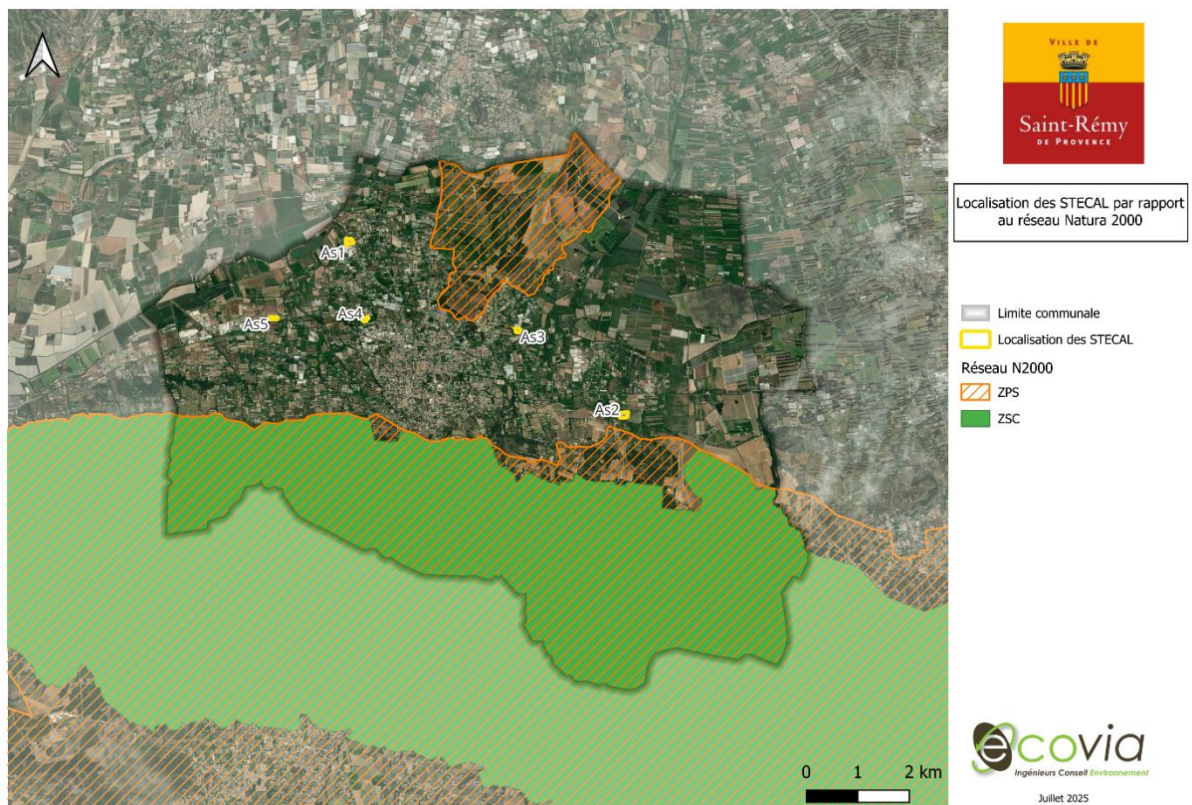 VILLE DE
Saint-Rémy
DE PROVENCE
Localisation des STECAL par rapport
au réseau Natura 2000
Limite communale
Localisation des STECAL
Réseau N2000
ZPS
ZSC
As1
As5
As4
As3
As2
0 1 2 km
écovia
Ingénieurs Conseil Environnement
Juillet 2025